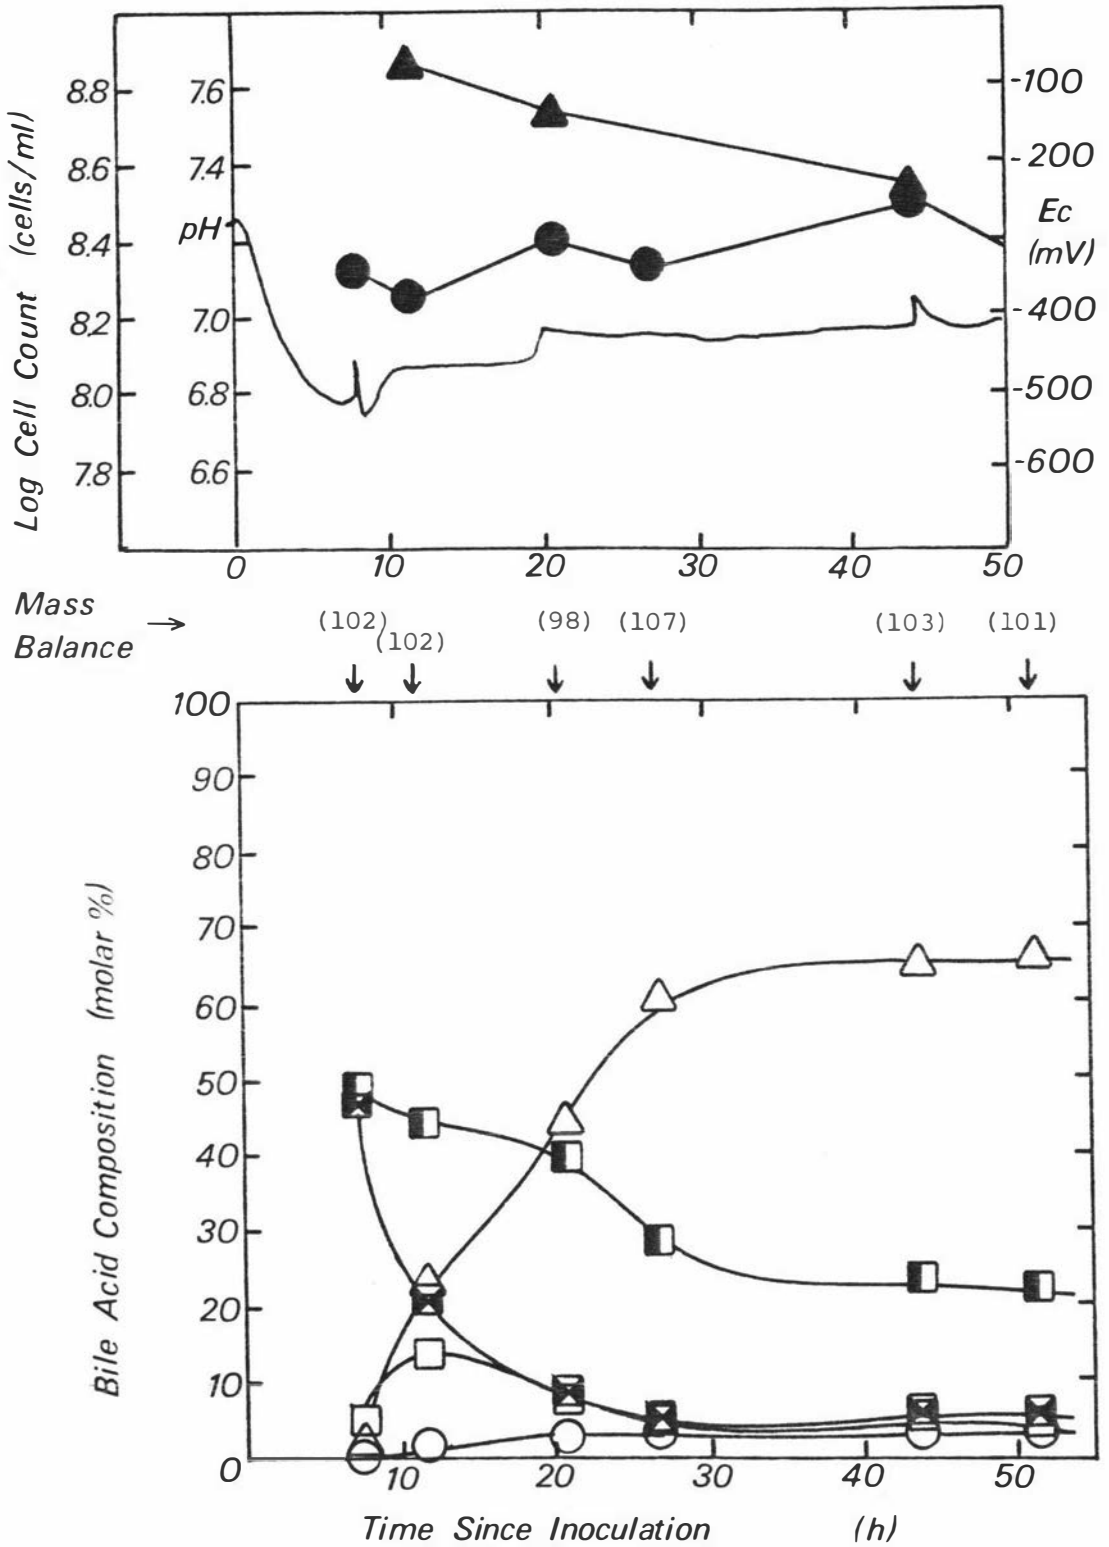 Log Cell Count (cells/ml)
8.8
8.6
8.4
8.2
8.0
7.8
7.6
7.4
pH
7.0
6.8
6.6
-100
-200
Ec
(mV)
-400
-500
-600
0 10 20 30 40 50
Mass
Balance →
(102) (102) (98) (107) (103) (101)
Bile Acid Composition (molar %)
100
90
80
70
60
50
40
30
20
10
0
10 20 30 40 50
Time Since Inoculation (h)